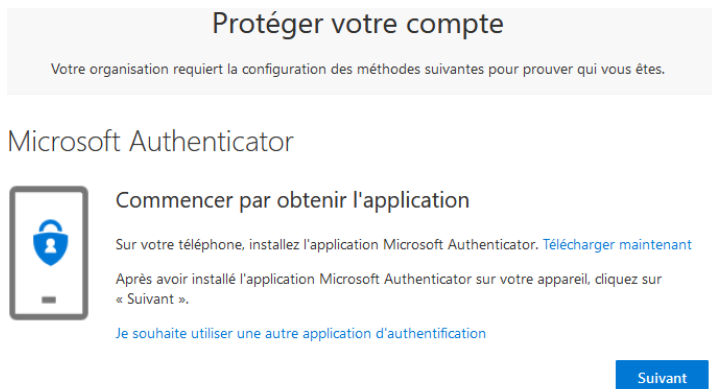 Protéger votre compte
Votre organisation requiert la configuration des méthodes suivantes pour prouver qui vous êtes.
Microsoft Authenticator
Commencer par obtenir l'application
Sur votre téléphone, installez l'application Microsoft Authenticator. Télécharger maintenant
Après avoir installé l'application Microsoft Authenticator sur votre appareil, cliquez sur
« Suivant ».
Je souhaite utiliser une autre application d'authentification
Suivant